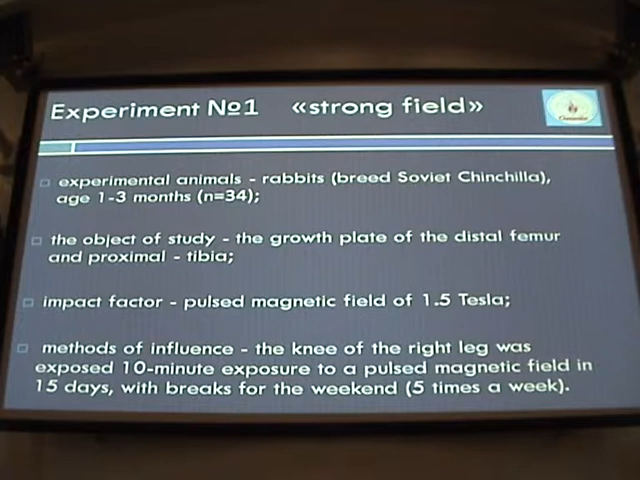 Experiment №1 «strong field»
experimental animals - rabbits (breed Soviet Chinchilla),
age 1-3 months (n=34);
the object of study - the growth plate of the distal femur
and proximal - tibia;
impact factor - pulsed magnetic field of 1.5 Tesla;
methods of influence - the knee of the right leg was
exposed 10-minute exposure to a pulsed magnetic field in
15 days, with breaks for the weekend (5 times a week).